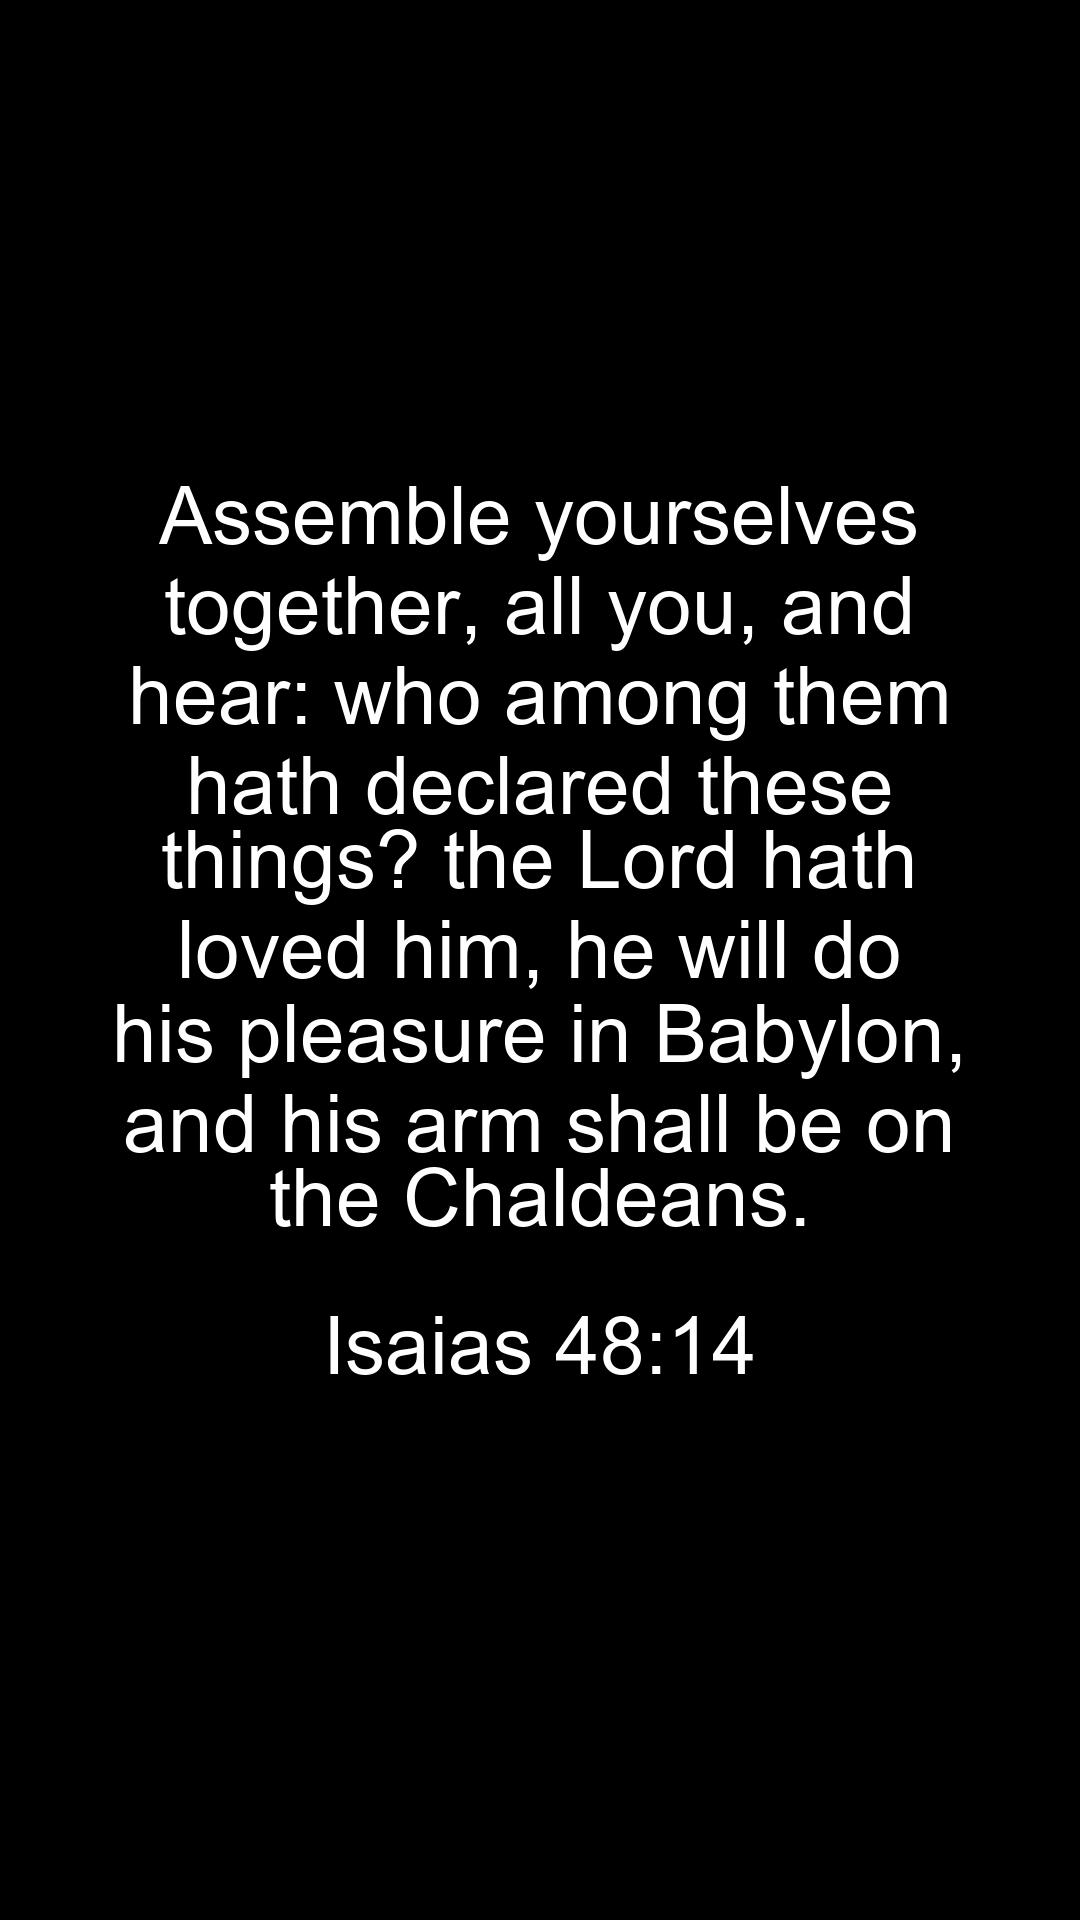 Assemble yourselves
together, all you, and
hear: who among them
hath declared these
things? the Lord hath
loved him, he will do
his pleasure in Babylon,
and his arm shall be on
the Chaldeans.
Isaias 48:14